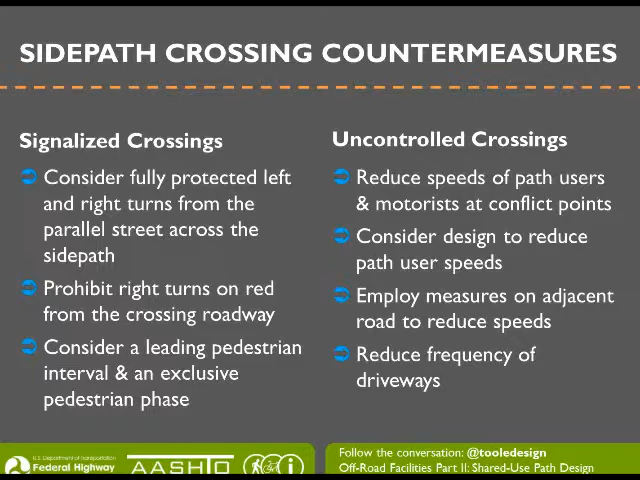 SIDEPATH CROSSING COUNTERMEASURES
Signalized Crossings
Consider fully protected left
and right turns from the
parallel street across the
sidepath
Prohibit right turns on red
from the crossing roadway
Consider a leading pedestrian
interval & an exclusive
pedestrian phase
Uncontrolled Crossings
Reduce speeds of path users
& motorists at conflict points
Consider design to reduce
path user speeds
Employ measures on adjacent
road to reduce speeds
Reduce frequency of
driveways
U.S. Department of Transportation
Federal Highway
AASHTO
Follow the conversation: @tooledesign
Off-Road Facilities Part II: Shared-Use Path Design